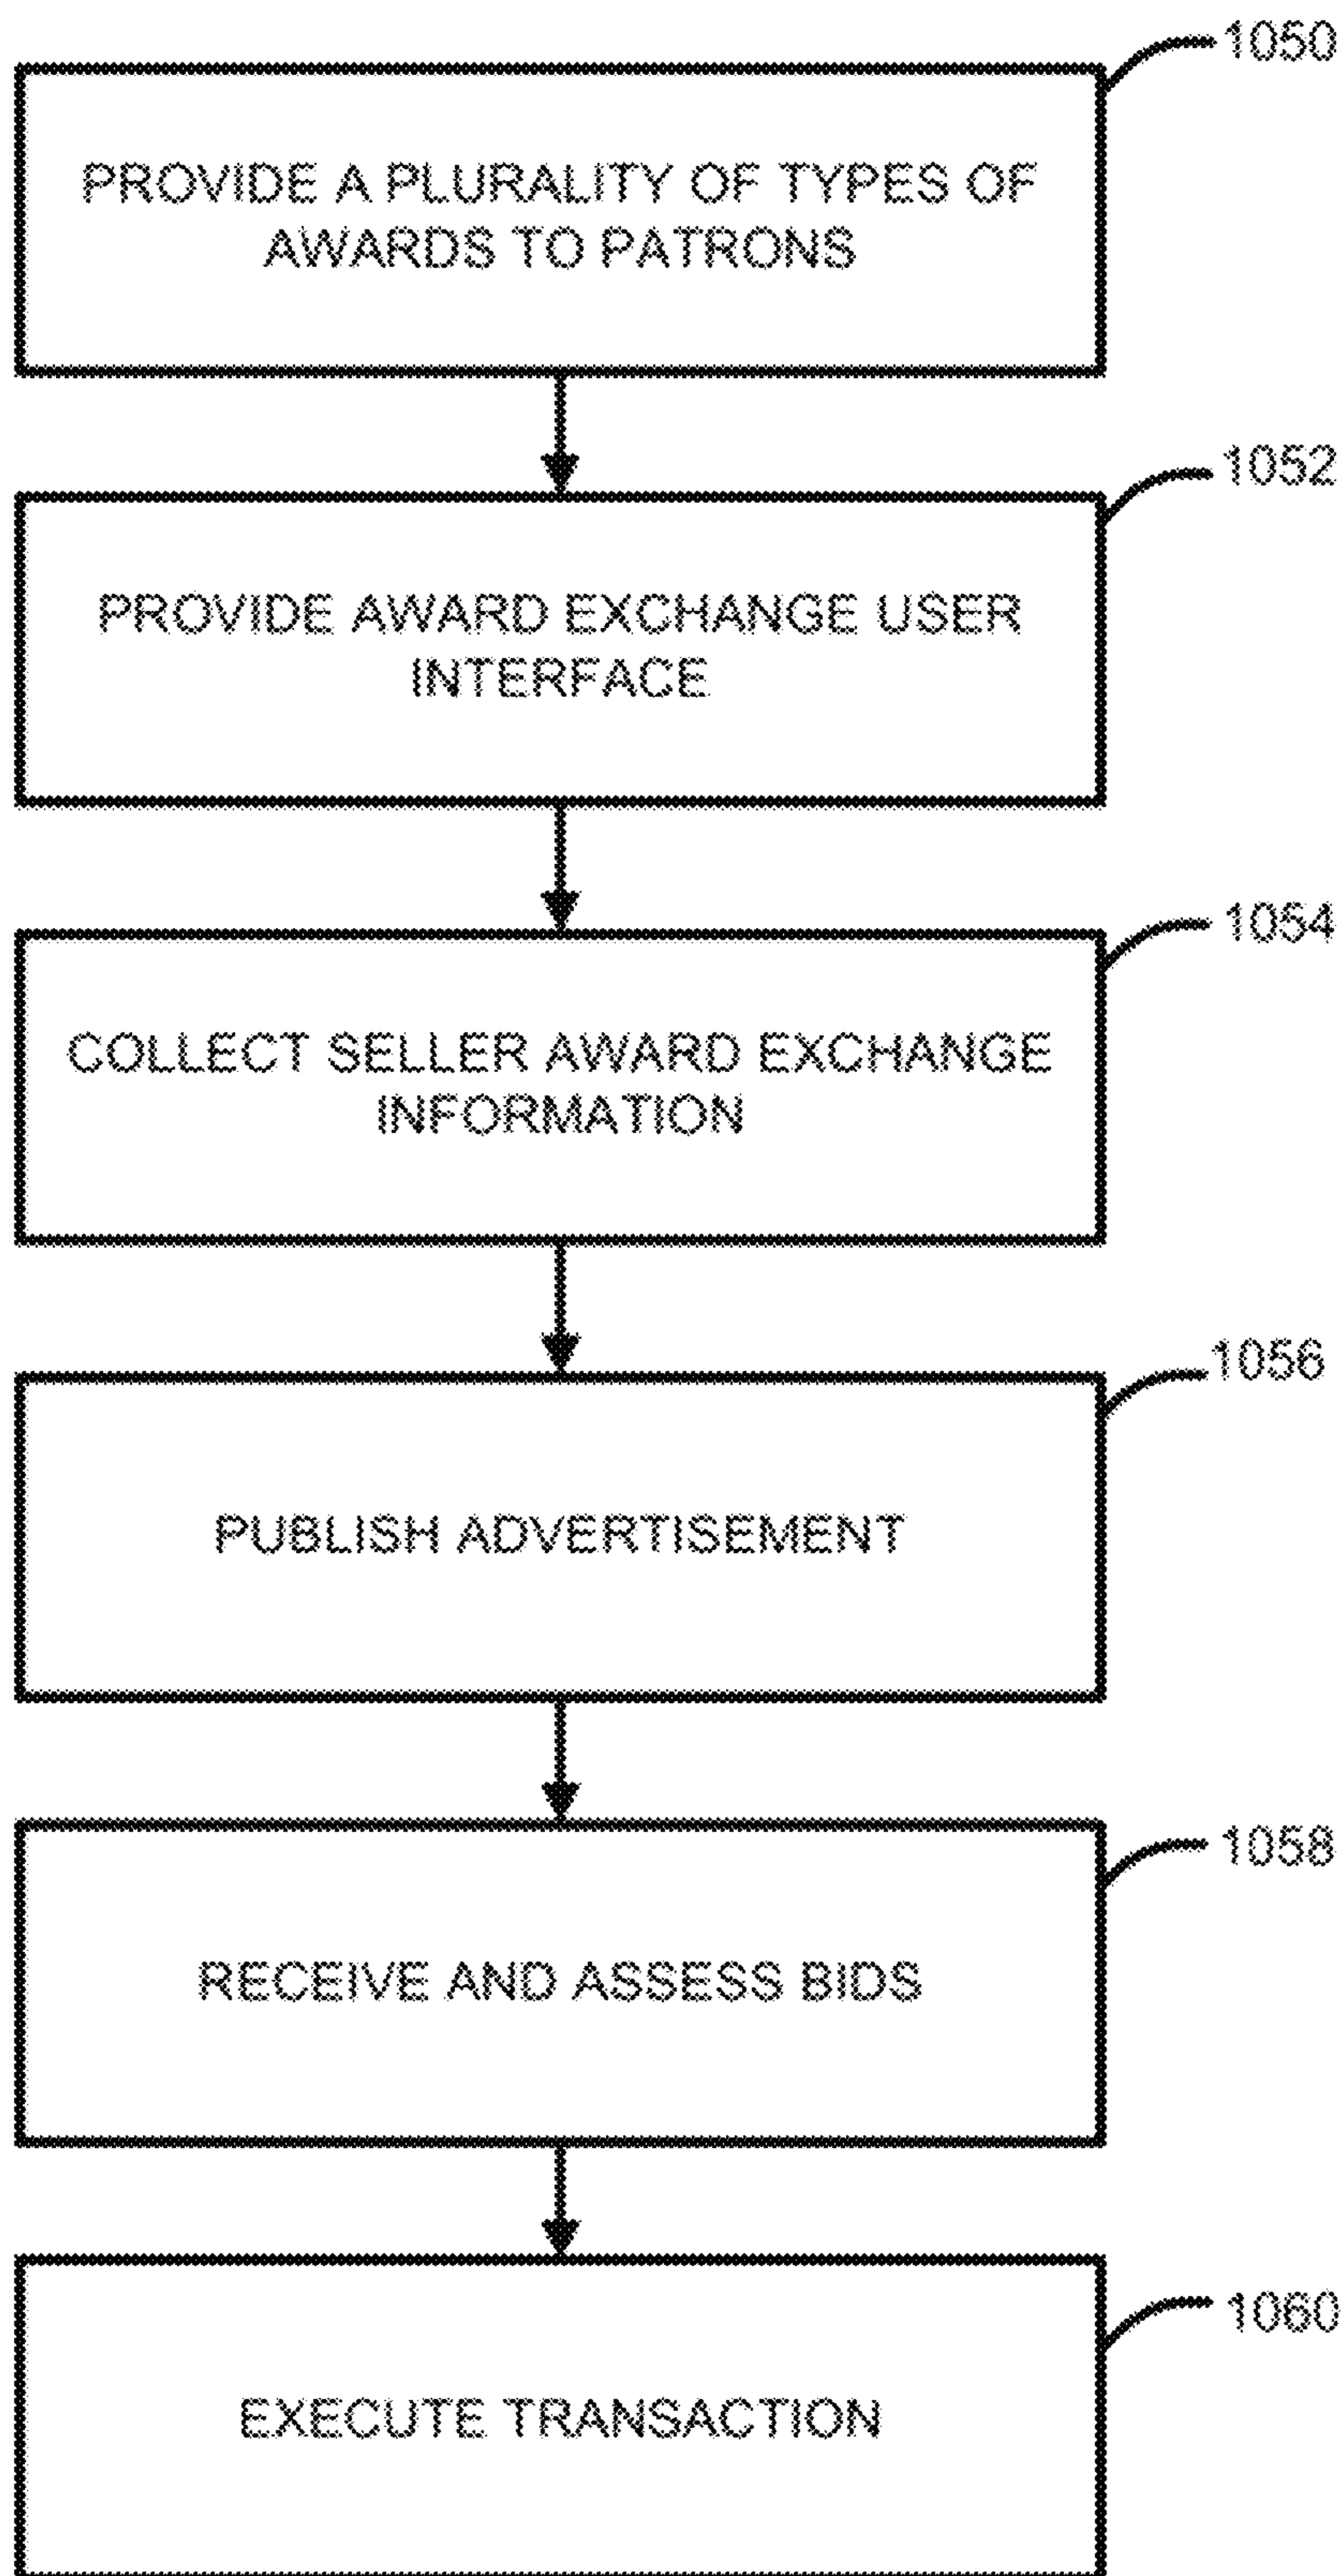 1050
PROVIDE A PLURALITY OF TYPES OF
AWARDS TO PATRONS
1052
PROVIDE AWARD EXCHANGE USER
INTERFACE
1054
COLLECT SELLER AWARD EXCHANGE
INFORMATION
1056
PUBLISH ADVERTISEMENT
1058
RECEIVE AND ASSESS BIDS
1060
EXECUTE TRANSACTION